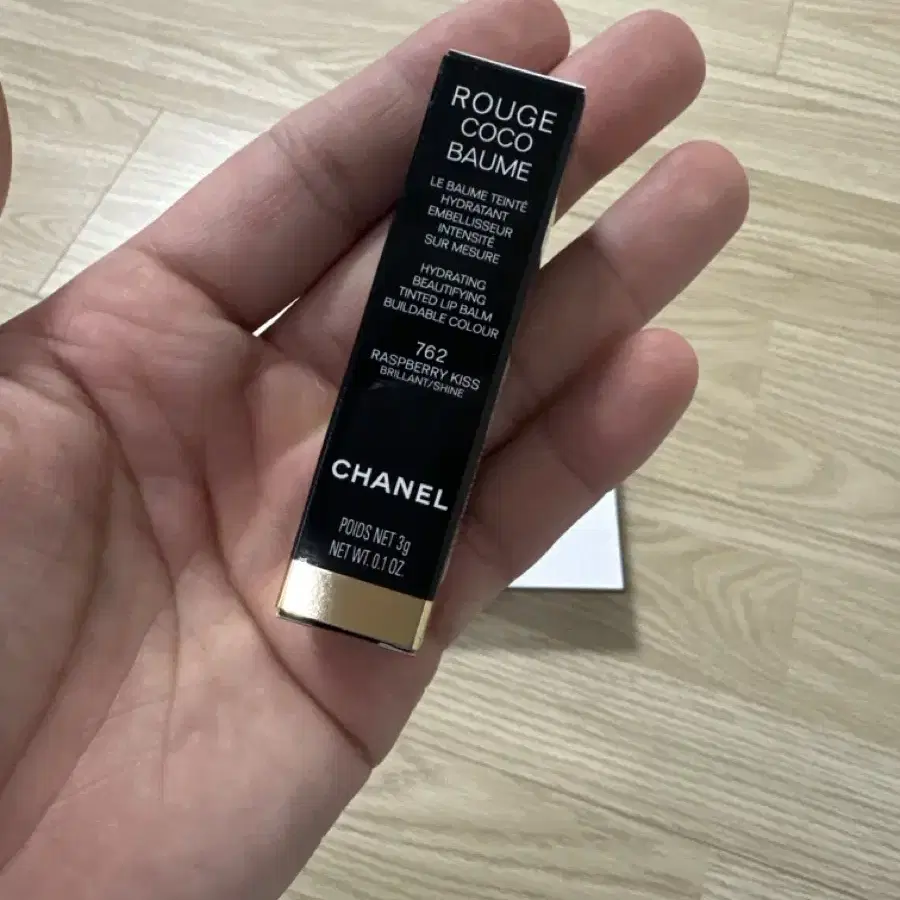 ROUGE
COCO
BAUME
LE BAUME TEINTÉ
HYDRATANT
EMBELLISSEUR
INTENSITÉ
SUR MESURE
HYDRATING
BEAUTIFYING
TINTED LIP BALM
BUILDABLE COLOUR
762
RASPBERRY KISS
BRILLANT/SHINE
CHANEL
POIDS NET 3g
NET WT. 0.1 OZ.